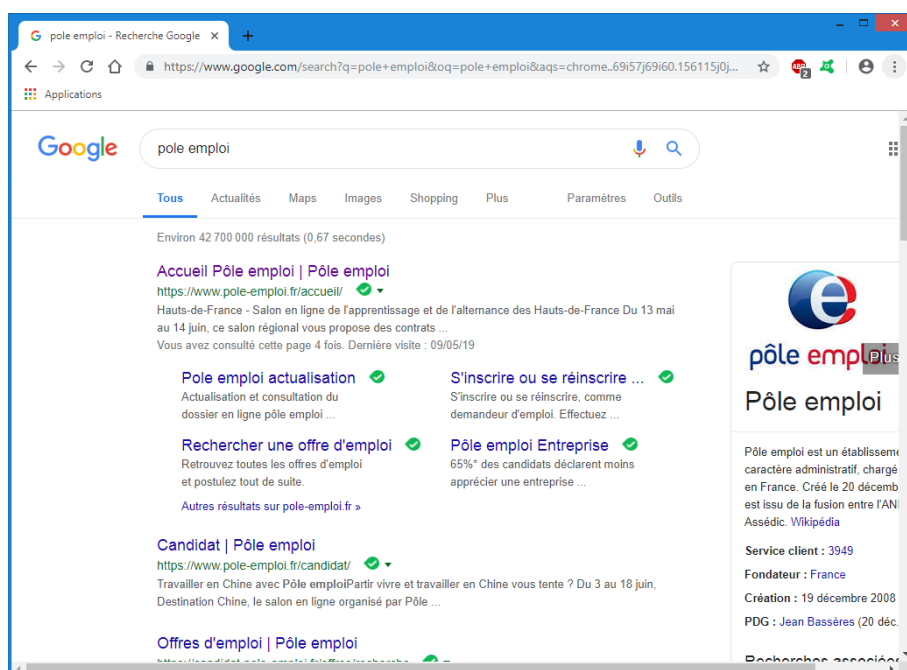 pole emploi - Recherche Google
https://www.google.com/search?q=pole+emploi&oq=pole+emploi&aqs=chrome..69i57j69i60.156115j0j...
ABP
2
Applications
Google
pole emploi
Tous Actualités Maps Images Shopping Plus Paramètres Outils
Environ 42 700 000 résultats (0,67 secondes)
Accueil Pôle emploi | Pôle emploi
https://www.pole-emploi.fr/accueil/
Hauts-de-France - Salon en ligne de l'apprentissage et de l'alternance des Hauts-de-France Du 13 mai
au 14 juin, ce salon régional vous propose des contrats ...
Vous avez consulté cette page 4 fois. Dernière visite : 09/05/19
Pole emploi actualisation
Actualisation et consultation du
dossier en ligne pôle emploi ...
S'inscrire ou se réinscrire ...
S'inscrire ou se réinscrire, comme
demandeur d'emploi. Effectuez ...
Rechercher une offre d'emploi
Retrouvez toutes les offres d'emploi
et postulez tout de suite.
Pôle emploi Entreprise
65%* des candidats déclarent moins
apprécier une entreprise ...
Autres résultats sur pole-emploi.fr »
Candidat | Pôle emploi
https://www.pole-emploi.fr/candidat/
Travailler en Chine avec Pôle emploiPartir vivre et travailler en Chine vous tente ? Du 3 au 18 juin,
Destination Chine, le salon en ligne organisé par Pôle ...
Offres d'emploi | Pôle emploi
pôle emploi
Plus
Pôle emploi
Pôle emploi est un établisseme
caractère administratif, chargé
en France. Créé le 20 décemb
est issu de la fusion entre l'AN
Assédic. Wikipédia
Service client : 3949
Fondateur : France
Création : 19 décembre 2008
PDG : Jean Bassères (20 déc.
Recherches associées